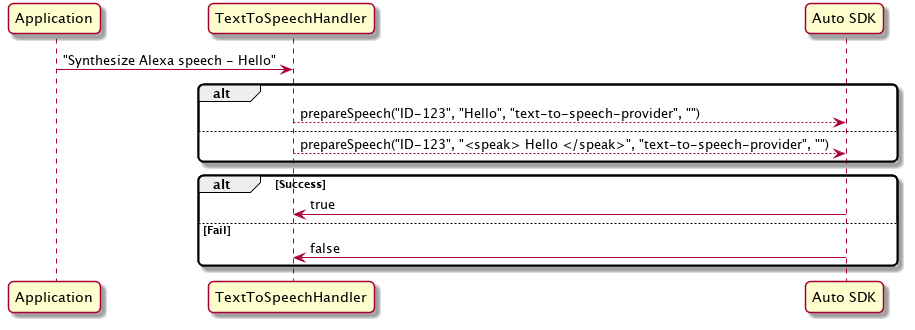 Application
TextToSpeechHandler
Auto SDK
"Synthesize Alexa speech - Hello"
alt
prepareSpeech("ID-123", "Hello", "text-to-speech-provider", "")
prepareSpeech("ID-123", "<speak> Hello </speak>", "text-to-speech-provider", "")
alt [Success]
true
[Fail]
false
Application
TextToSpeechHandler
Auto SDK